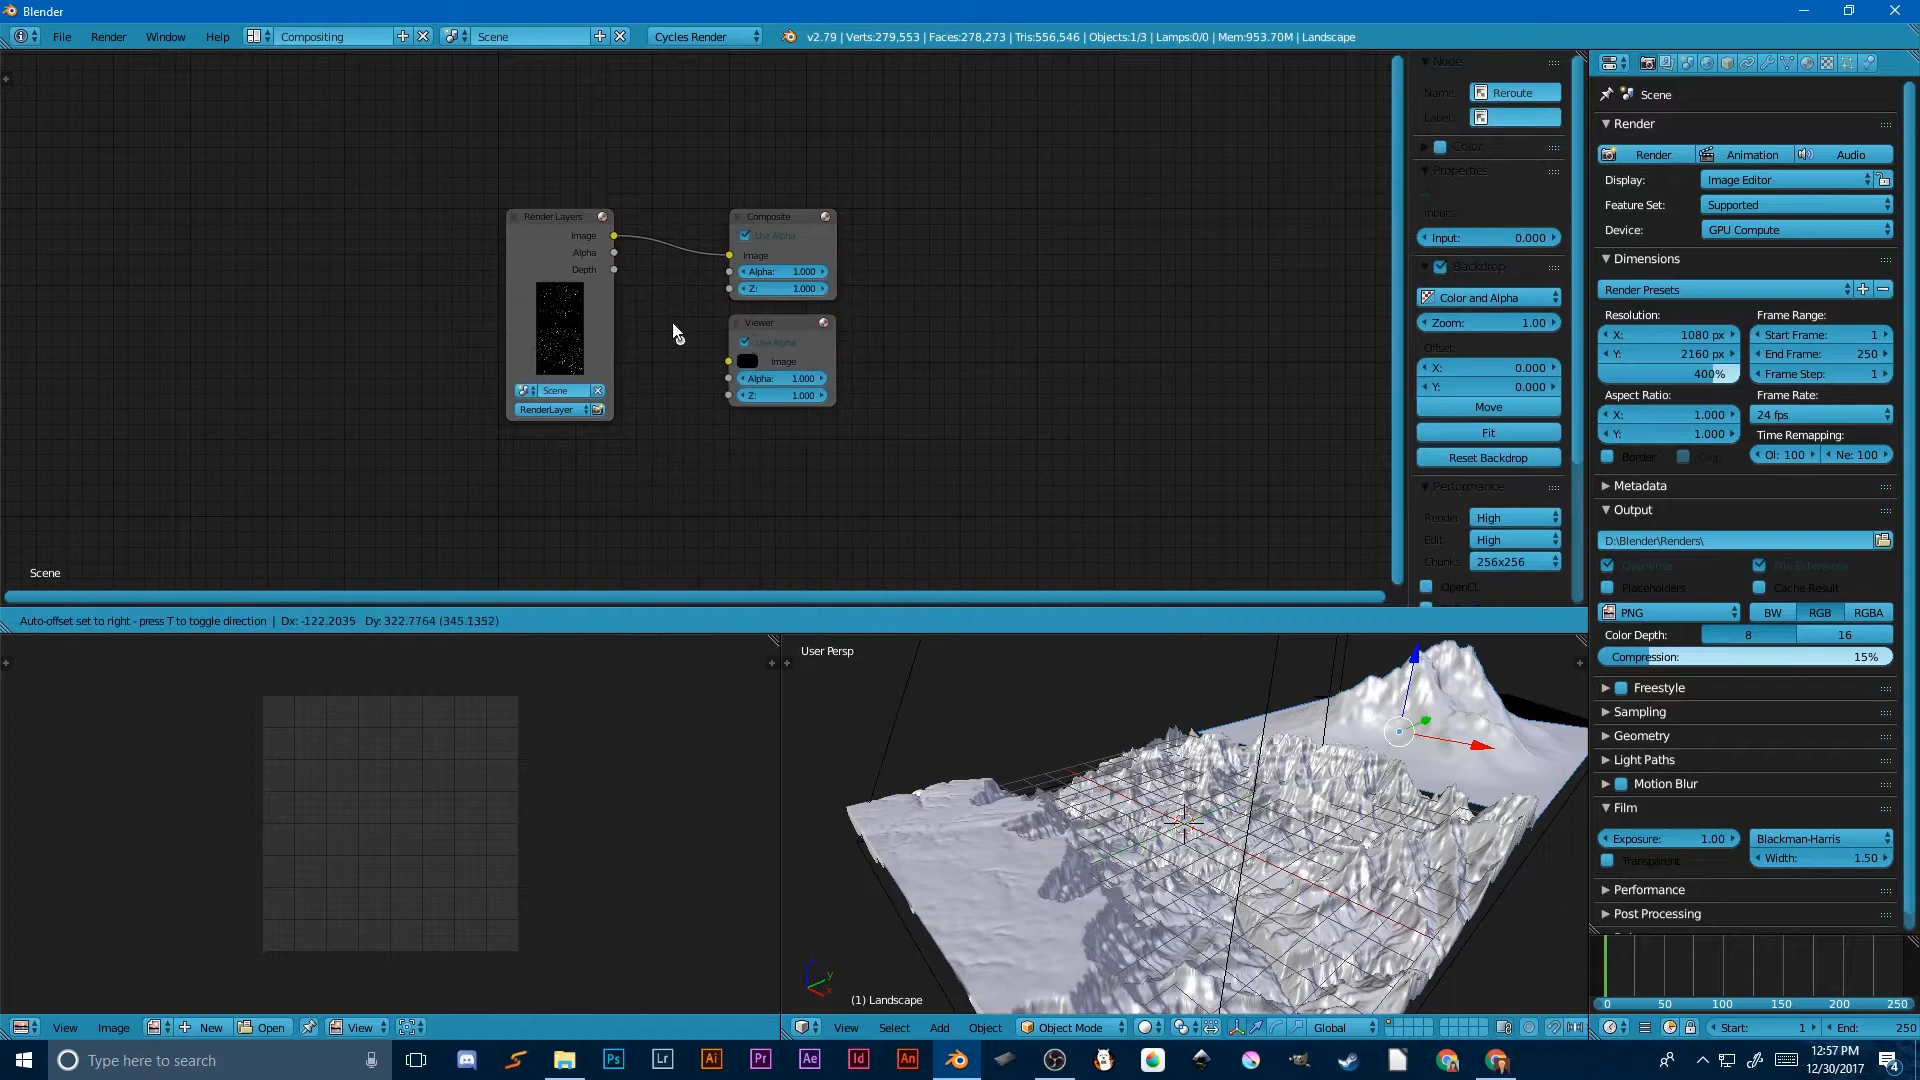 Blender
File Render Window Help Compositing Scene Cycles Render v2.79 | Verts:279,553 | Faces:278,273 | Tris:556,546 | Objects:1/3 | Lamps:0/0 | Mem:953.70M | Landscape
Render Layers
Image
Alpha
Depth
Scene
RenderLayer
Composite
Use Alpha
Image
Alpha: 1.000
Z: 1.000
Viewer
Use Alpha
Image
Alpha: 1.000
Z: 1.000
Scene
Node
Name: Reroute
Label:
Color
Properties
Input:
Input: 0.000
Backdrop
Color and Alpha
Zoom: 1.00
Offset:
X: 0.000
Y: 0.000
Move
Fit
Reset Backdrop
Performance
Render: High
Edit: High
Chunks 256x256
OpenCL
Auto-offset set to right - press T to toggle direction | Dx: -122.2035 Dy: 322.7764 (345.1352)
User Persp
(1) Landscape
View Image New Open View
View Select Add Object Object Mode Global
Scene
Render
Render Animation Audio
Display: Image Editor
Feature Set: Supported
Device: GPU Compute
Dimensions
Render Presets
Resolution: Frame Range:
X: 1080 px Start Frame: 1
Y: 2160 px End Frame: 250
400% Frame Step: 1
Aspect Ratio: Frame Rate:
X: 1.000 24 fps
Y: 1.000 Time Remapping:
Border Crop Ol: 100 Ne: 100
Metadata
Output
D:\Blender\Renders\
Overwrite File Extensions
Placeholders Cache Result
PNG BW RGB RGBA
Color Depth: 8 16
Compression: 15%
Freestyle
Sampling
Geometry
Light Paths
Motion Blur
Film
Exposure: 1.00 Blackman-Harris
Transparent Width: 1.50
Performance
Post Processing
0 50 100 150 200 250
Start: 1 End: 250
Type here to search
Ps Lr Ai Pr Ae Id An
12:57 PM
12/30/2017
4